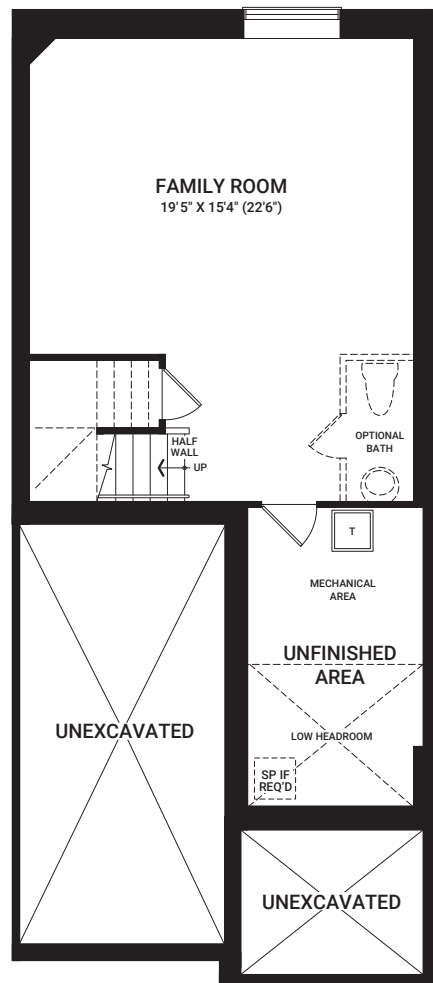 FAMILY ROOM
19'5" X 15'4" (22'6")
HALF
WALL
UP
OPTIONAL
BATH
T
MECHANICAL
AREA
UNFINISHED
AREA
UNEXCAVATED
LOW HEADROOM
SP IF
REQ'D
UNEXCAVATED